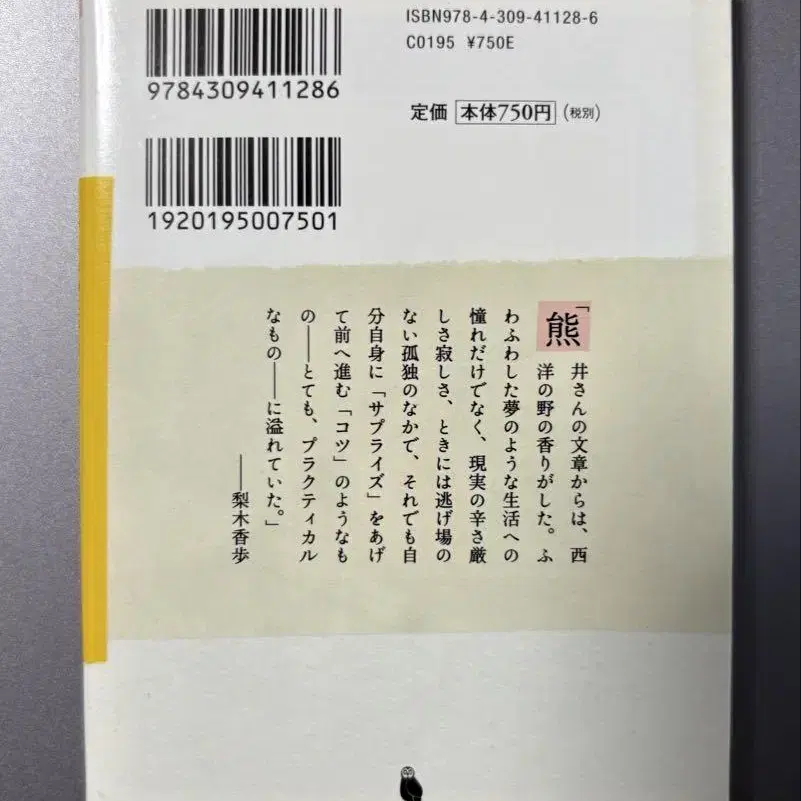 ISBN978-4-309-41128-6
C0195 ¥750E
9784309411286
定価 本体750円 (税別)
1920195007501
「熊井さんの文章からは、西
洋の野の香りがした。ふ
わふわした夢のような生活への
憧れだけでなく、現実の辛さ厳
しさ寂しさ、ときには逃げ場の
ない孤独のなかで、それでも自
分自身に「サプライズ」をあげ
て前へ進む「コツ」のようなも
の——とても、プラクティカル
なもの——に溢れていた。」
——梨木香歩